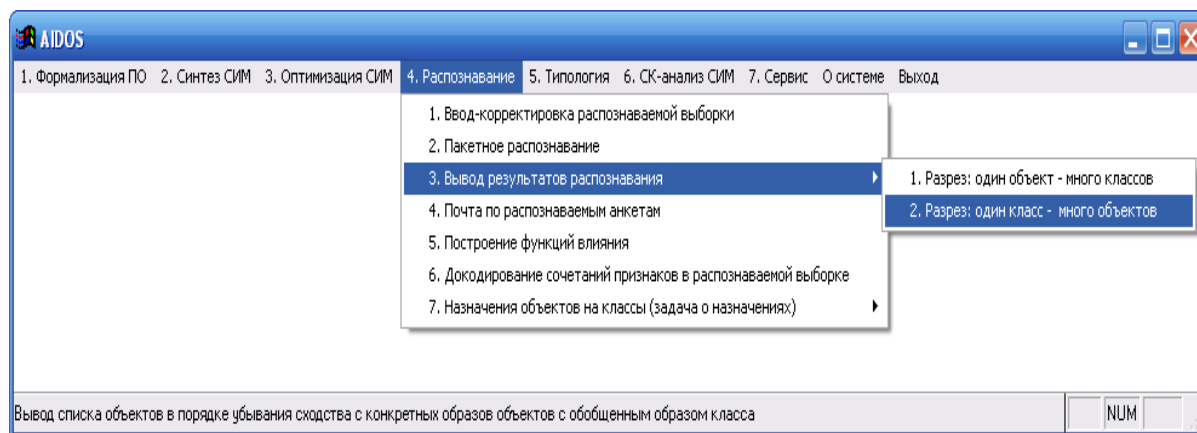 AIDOS
1. Формализация ПО 2. Синтез СИМ 3. Оптимизация СИМ 4. Распознавание 5. Типология 6. СК-анализ СИМ 7. Сервис О системе Выход
1. Ввод-корректировка распознаваемой выборки
2. Пакетное распознавание
3. Вывод результатов распознавания
1. Разрез: один объект - много классов
2. Разрез: один класс - много объектов
4. Почта по распознаваемым анкетам
5. Построение функций влияния
6. Докодирование сочетаний признаков в распознаваемой выборке
7. Назначения объектов на классы (задача о назначениях)
Вывод списка объектов в порядке убывания сходства с конкретных образов объектов с обобщенным образом класса
NUM